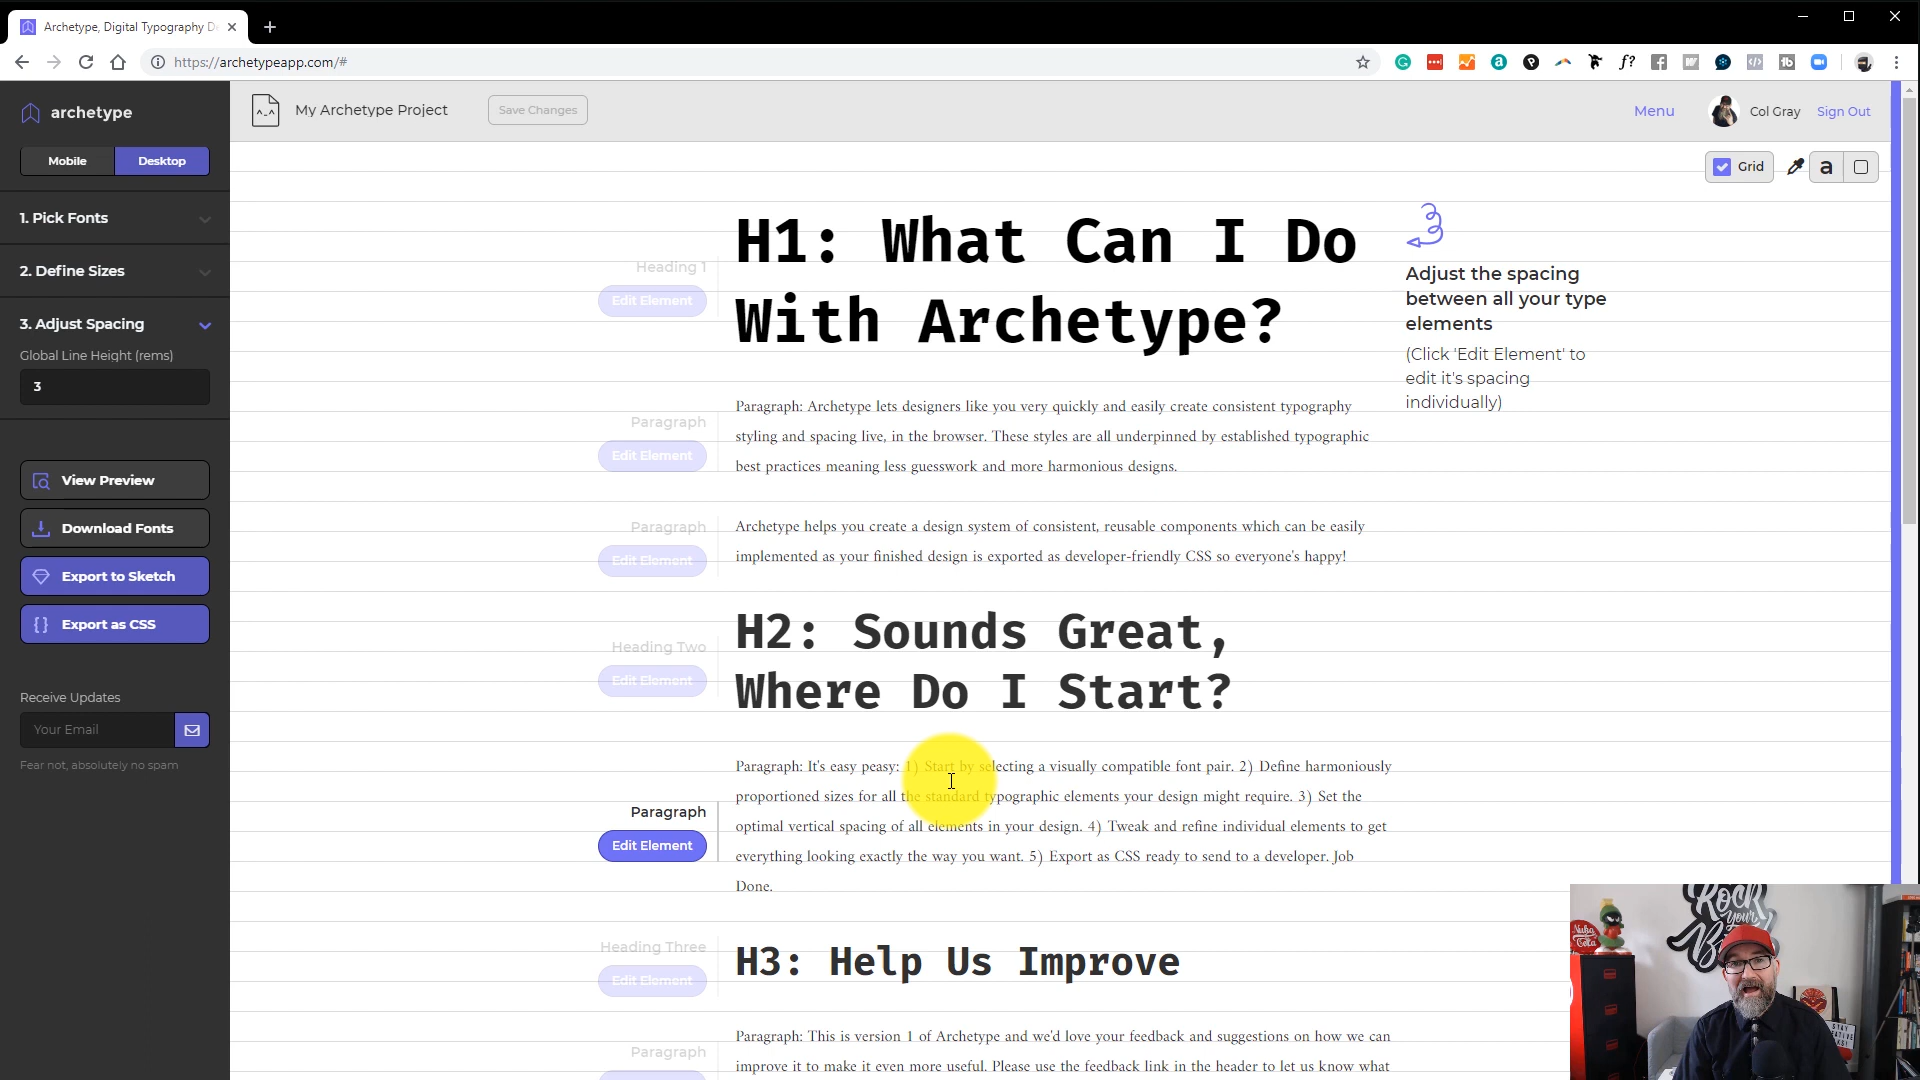 Archetype, Digital Typography D
https://archetypeapp.com/#
archetype
My Archetype Project
Save Changes
Menu
Col Gray
Sign Out
Mobile
Desktop
Grid
a
1. Pick Fonts
2. Define Sizes
3. Adjust Spacing
Global Line Height (rems)
3
View Preview
Download Fonts
Export to Sketch
Export as CSS
Receive Updates
Your Email
Fear not, absolutely no spam
Heading 1
Edit Element
H1: What Can I Do
With Archetype?
Adjust the spacing
between all your type
elements
(Click 'Edit Element' to
edit it's spacing
individually)
Paragraph
Edit Element
Paragraph: Archetype lets designers like you very quickly and easily create consistent typography
styling and spacing live, in the browser. These styles are all underpinned by established typographic
best practices meaning less guesswork and more harmonious designs.
Paragraph
Edit Element
Archetype helps you create a design system of consistent, reusable components which can be easily
implemented as your finished design is exported as developer-friendly CSS so everyone's happy!
Heading Two
Edit Element
H2: Sounds Great,
Where Do I Start?
Paragraph
Edit Element
Paragraph: It's easy peasy: 1) Start by selecting a visually compatible font pair. 2) Define harmoniously
proportioned sizes for all the standard typographic elements your design might require. 3) Set the
optimal vertical spacing of all elements in your design. 4) Tweak and refine individual elements to get
everything looking exactly the way you want. 5) Export as CSS ready to send to a developer. Job
Done.
Heading Three
Edit Element
H3: Help Us Improve
Paragraph
Paragraph: This is version 1 of Archetype and we'd love your feedback and suggestions on how we can
improve it to make it even more useful. Please use the feedback link in the header to let us know what
Rock
your
Nuka
Cola
STAY